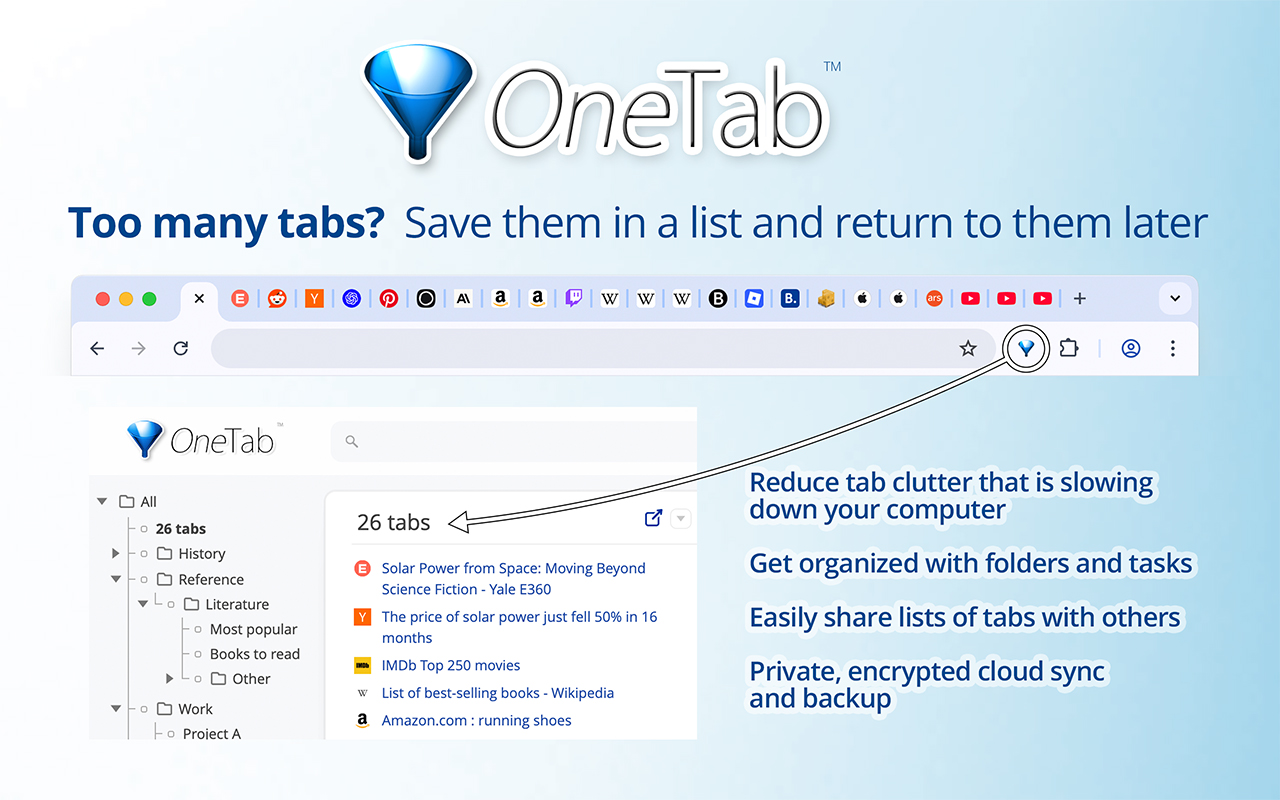 OneTab™
Too many tabs? Save them in a list and return to them later
OneTab™
26 tabs
Solar Power from Space: Moving Beyond
Science Fiction - Yale E360
The price of solar power just fell 50% in 16
months
IMDb Top 250 movies
List of best-selling books - Wikipedia
Amazon.com : running shoes
All
26 tabs
History
Reference
Literature
Most popular
Books to read
Other
Work
Project A
Reduce tab clutter that is slowing
down your computer
Get organized with folders and tasks
Easily share lists of tabs with others
Private, encrypted cloud sync
and backup